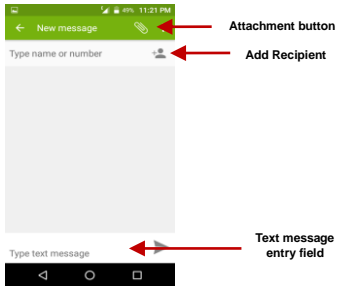 49% 11:21 PM
New message
Attachment button
Type name or number
Add Recipient
Text message
entry field
Type text message